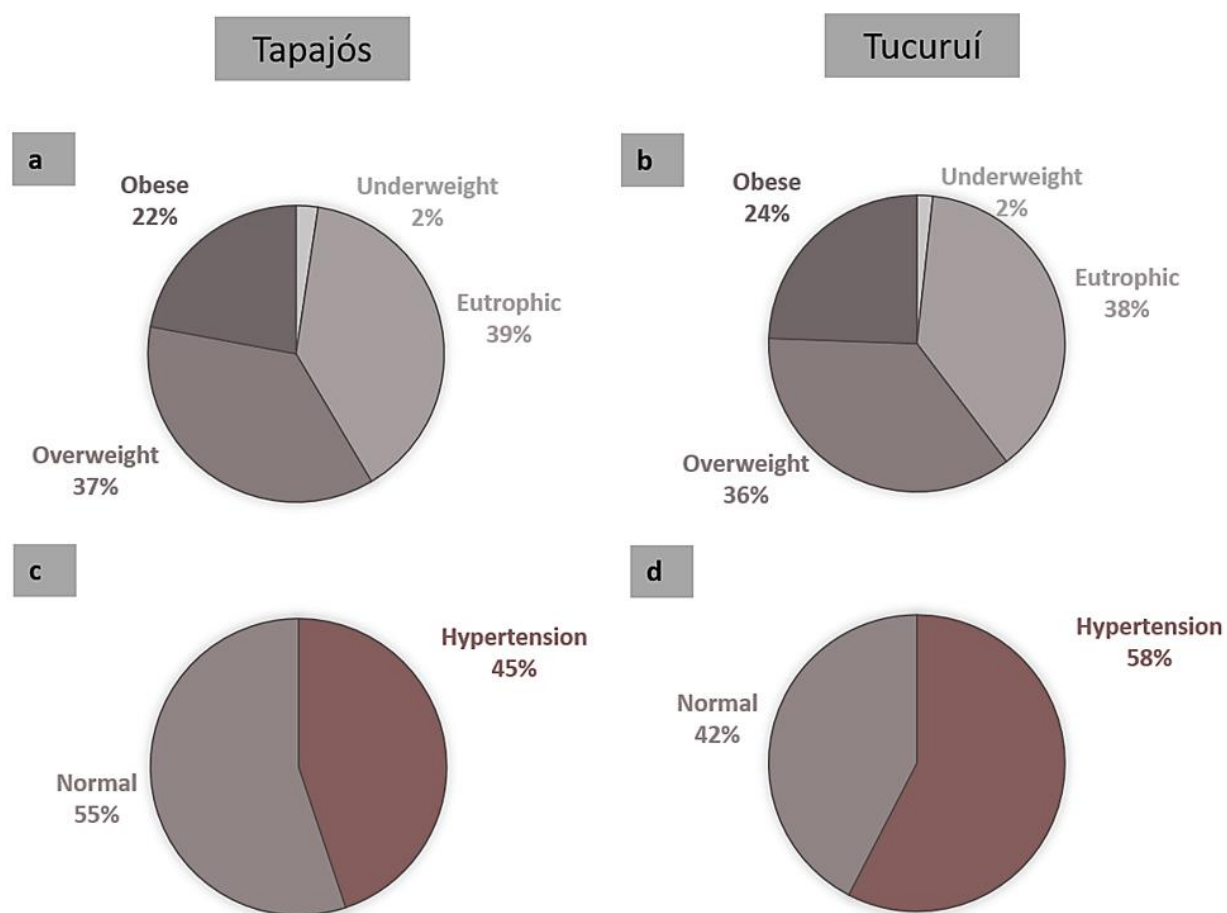 Tapajós
Tucuruí
a
Obese
22%
Underweight
2%
Eutrophic
39%
Overweight
37%
b
Obese
24%
Underweight
2%
Eutrophic
38%
Overweight
36%
c
Hypertension
45%
Normal
55%
d
Hypertension
58%
Normal
42%